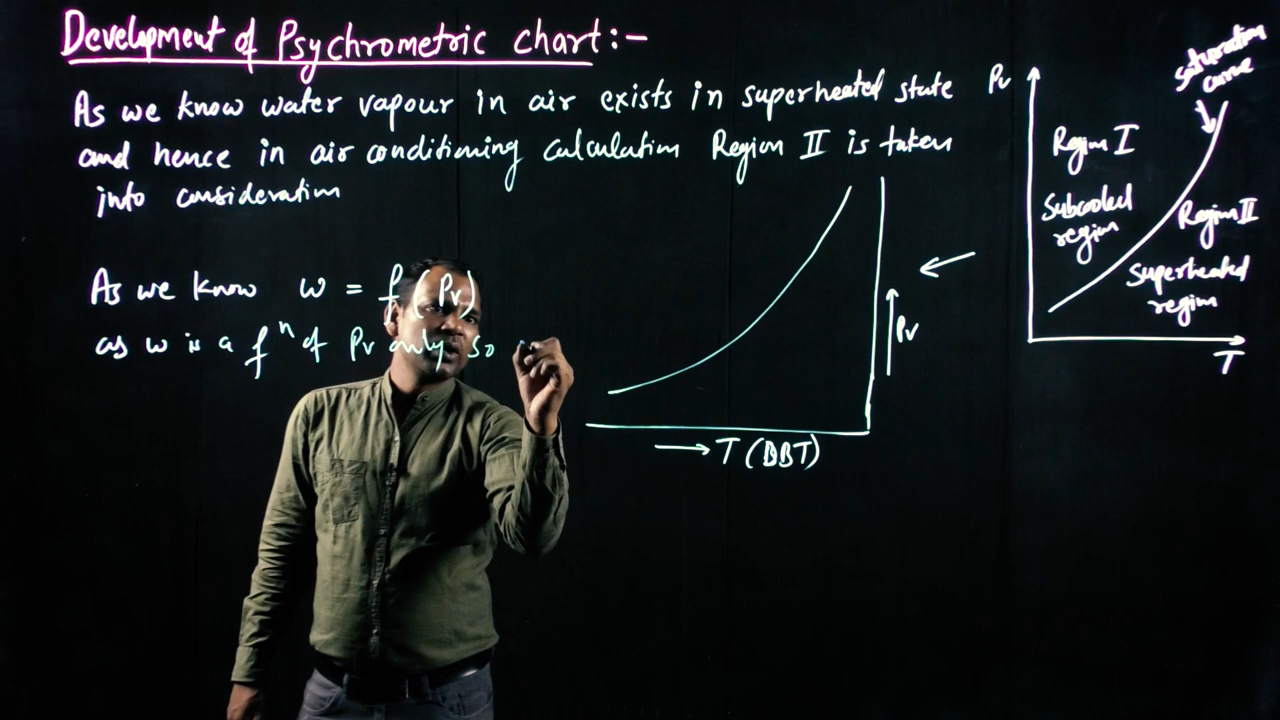 Development of Psychrometric chart:-
As we know water vapour in air exists in superheated state
and hence in air conditioning calculation Region II is taken
into consideration
As we know w = f(Pv)
as w is a fⁿ of Pv only so
Pv
T (DBT)
Pv
Saturation
curve
Region I
Subcooled
region
Region II
Superheated
region
T